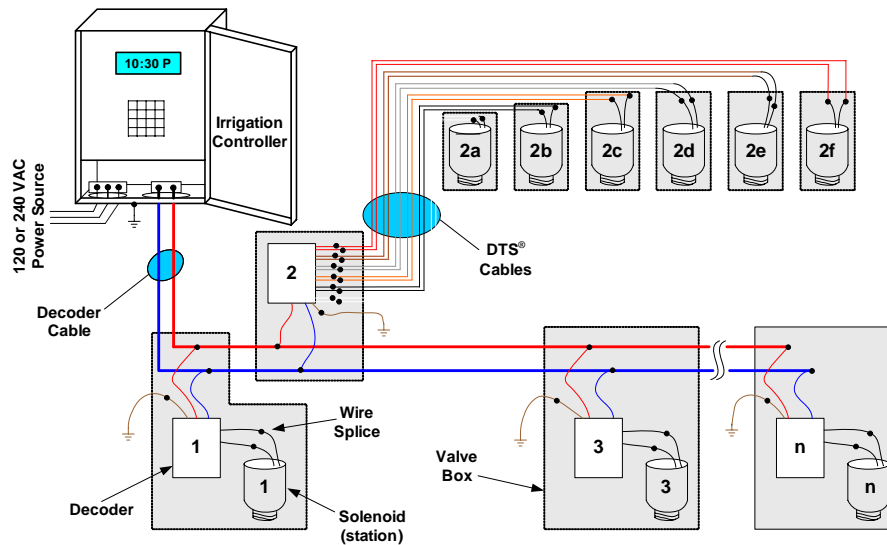 10:30 P
Irrigation
Controller
120 or 240 VAC
Power Source
2a
2b
2c
2d
2e
2f
DTS®
Cables
2
Decoder
Cable
1
Wire
Splice
1
Decoder
Solenoid
(station)
3
Valve
Box
3
n
n